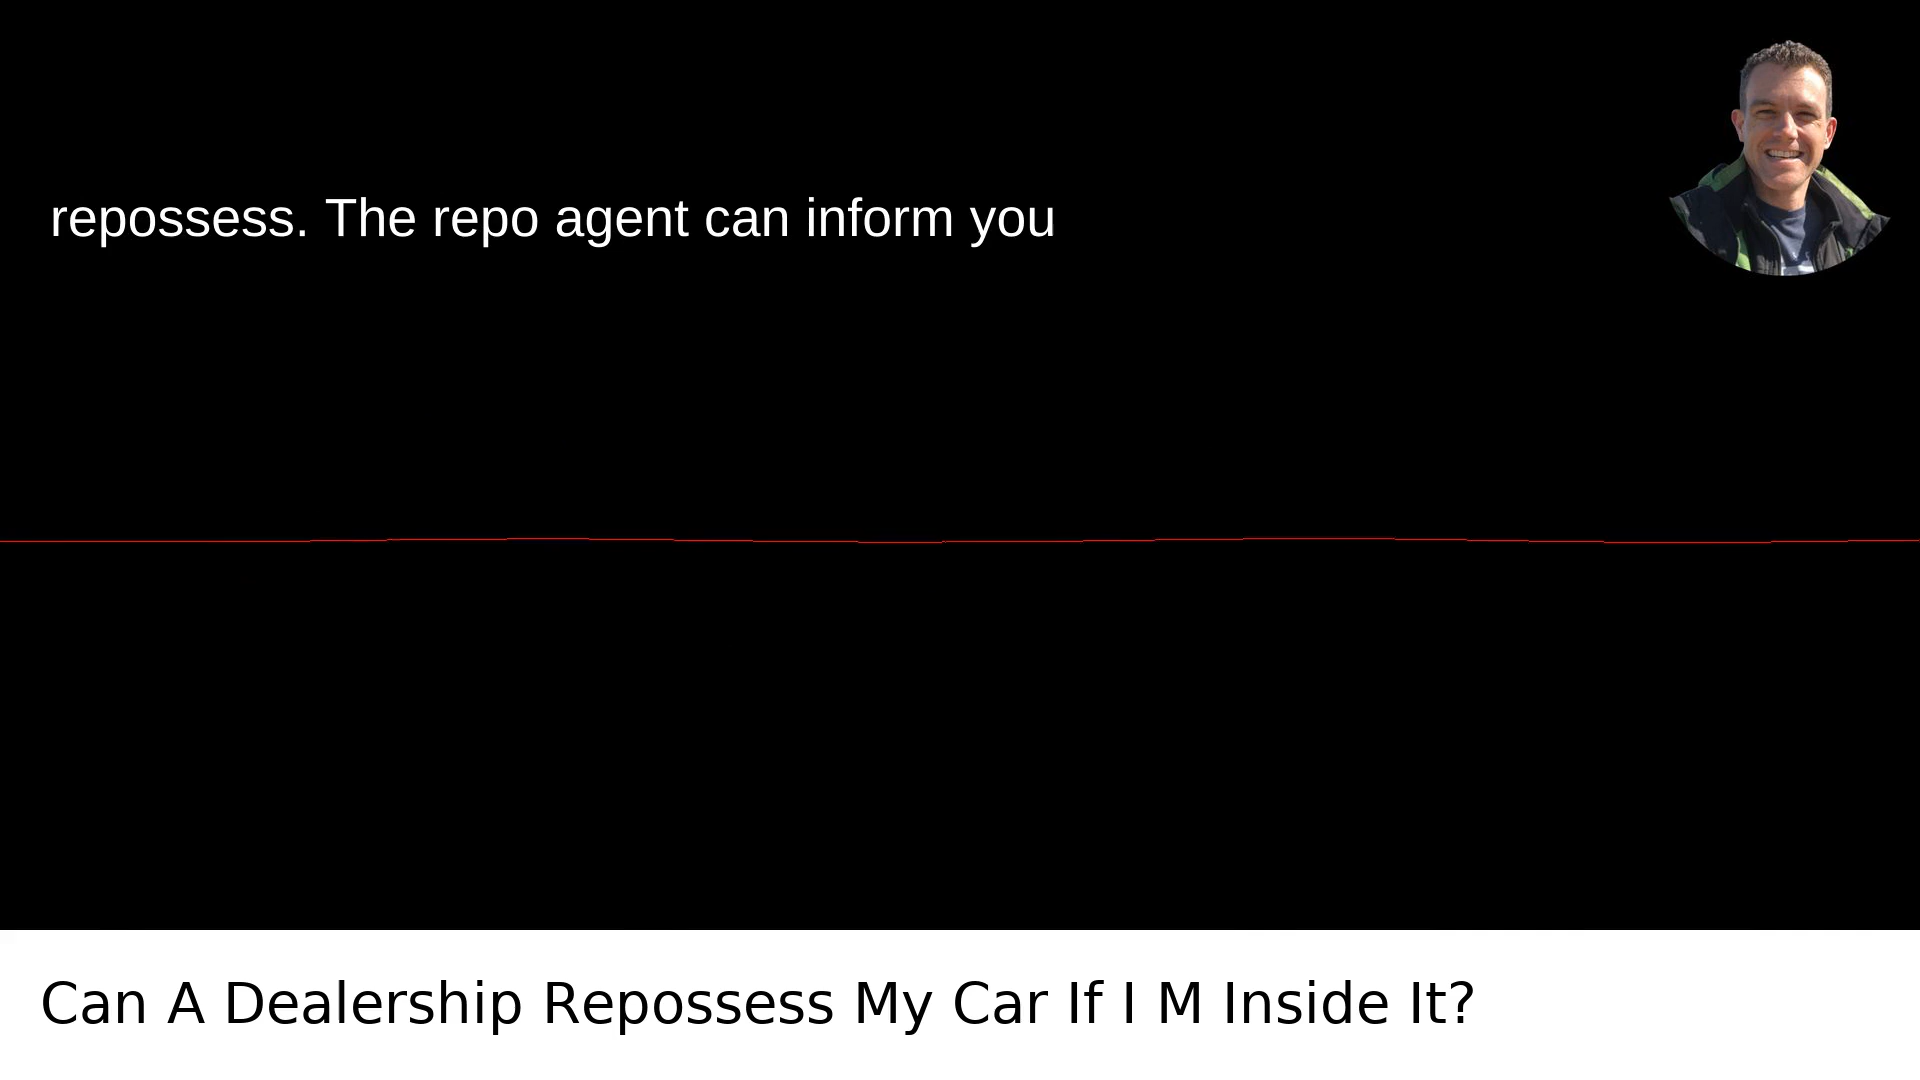 repossess. The repo agent can inform you
Can A Dealership Repossess My Car If I M Inside It?